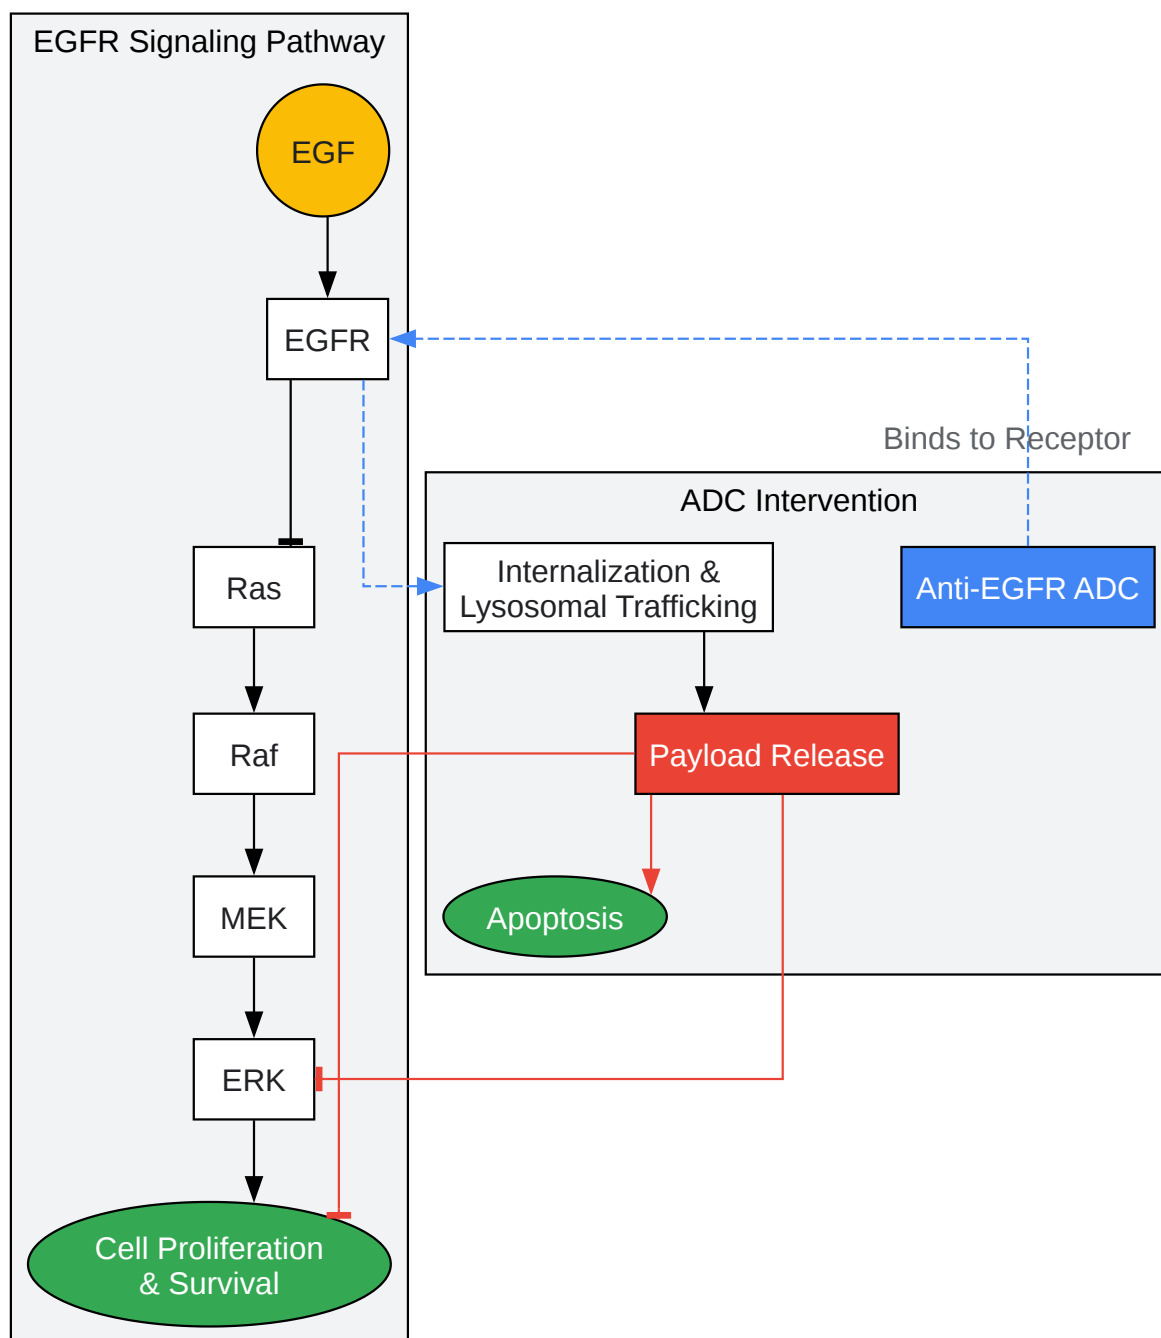 EGFR Signaling Pathway
EGF
EGFR
Binds to Receptor
ADC Intervention
Ras
Internalization &
Lysosomal Trafficking
Anti-EGFR ADC
Raf
Payload Release
MEK
Apoptosis
ERK
Cell Proliferation
& Survival